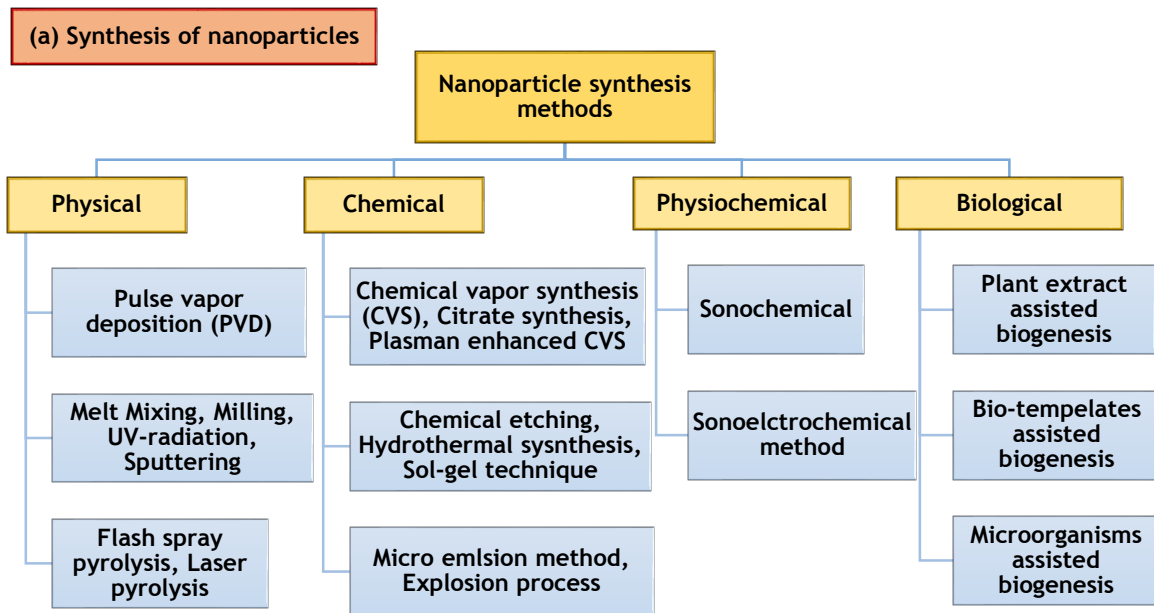 (a) Synthesis of nanoparticles
Nanoparticle synthesis
methods
Physical
Chemical
Physiochemical
Biological
Pulse vapor
deposition (PVD)
Melt Mixing, Milling,
UV-radiation,
Sputtering
Flash spray
pyrolysis, Laser
pyrolysis
Chemical vapor synthesis
(CVS), Citrate synthesis,
Plasman enhanced CVS
Chemical etching,
Hydrothermal sysnthesis,
Sol-gel technique
Micro emlsion method,
Explosion process
Sonochemical
Sonoelctrochemical
method
Plant extract
assisted
biogenesis
Bio-tempelates
assisted
biogenesis
Microorganisms
assisted
biogenesis